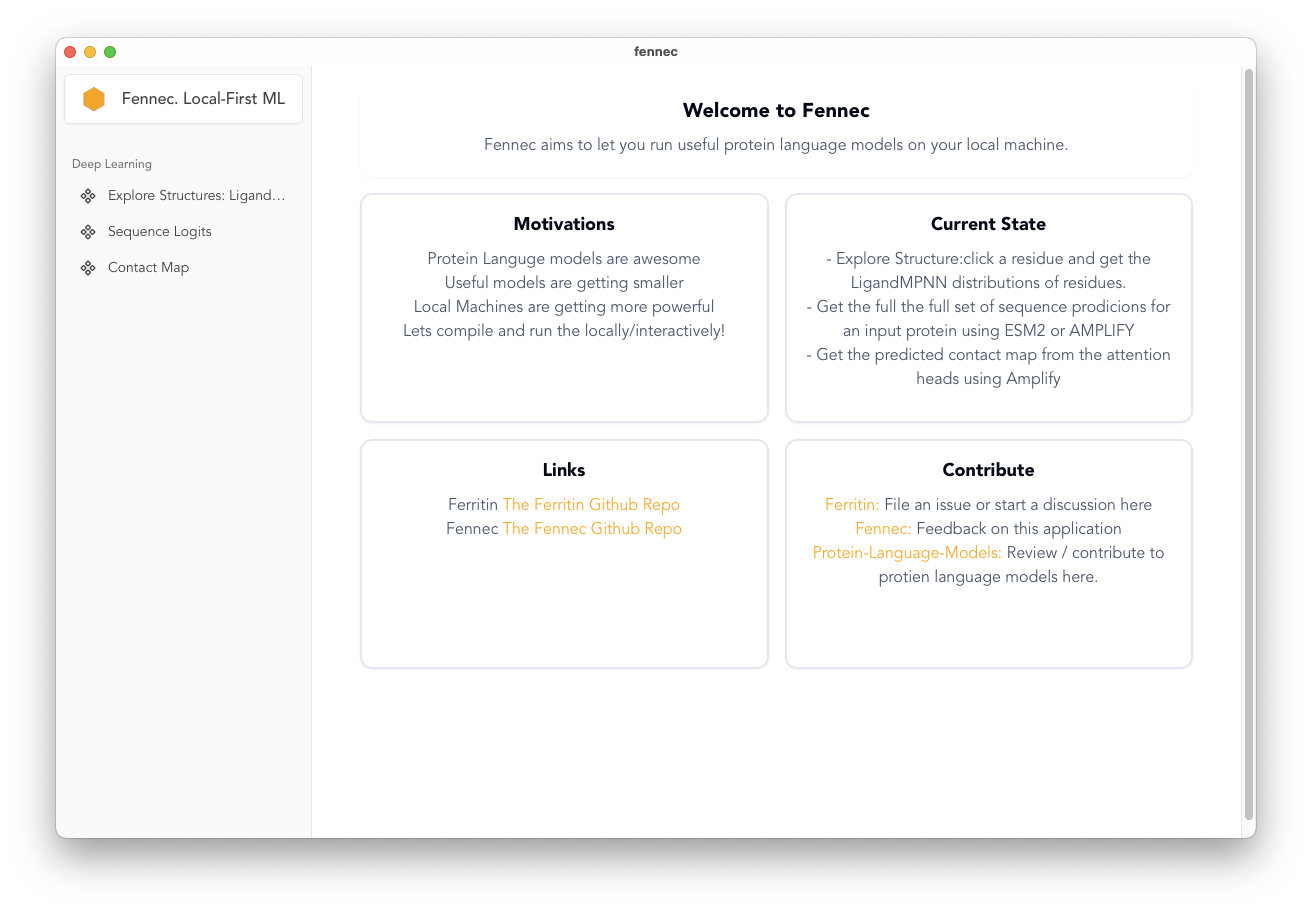 fennec
Fennec. Local-First ML
Deep Learning
Explore Structures: Ligand…
Sequence Logits
Contact Map
Welcome to Fennec
Fennec aims to let you run useful protein language models on your local machine.
Motivations
Protein Languge models are awesome
Useful models are getting smaller
Local Machines are getting more powerful
Lets compile and run the locally/interactively!
Current State
- Explore Structure:click a residue and get the
LigandMPNN distributions of residues.
- Get the full the full set of sequence prodicions for
an input protein using ESM2 or AMPLIFY
- Get the predicted contact map from the attention
heads using Amplify
Links
Ferritin The Ferritin Github Repo
Fennec The Fennec Github Repo
Contribute
Ferritin: File an issue or start a discussion here
Fennec: Feedback on this application
Protein-Language-Models: Review / contribute to
protien language models here.